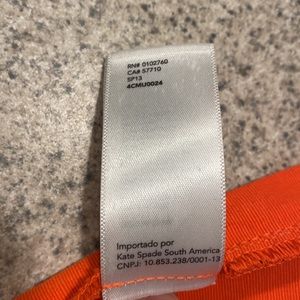 RN# 0102760
CA# 57710
SP13
4CMU0024
Importado por
Kate Spade South America
CNPJ: 10.853.238/0001-13